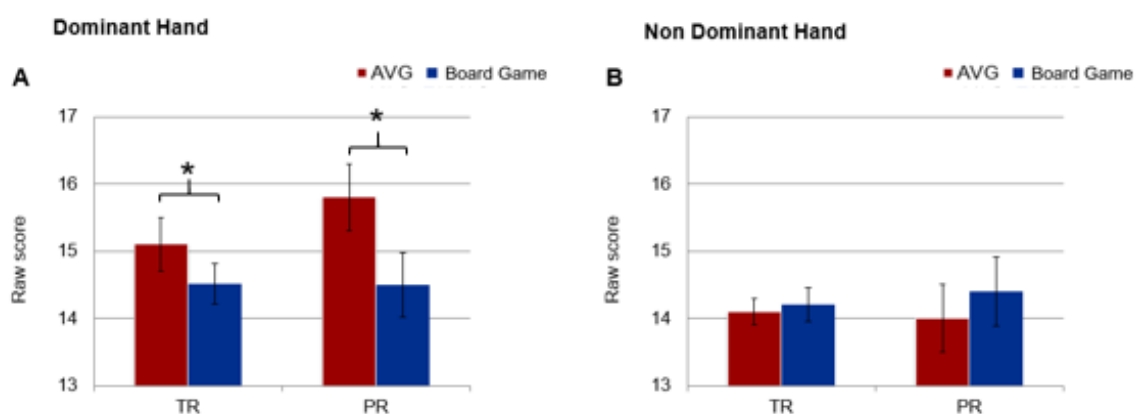 Dominant Hand
A
AVG Board Game
*
*
17
16
15
14
13
Raw score
TR PR
Non Dominant Hand
B
AVG Board Game
17
16
15
14
13
Raw score
TR PR